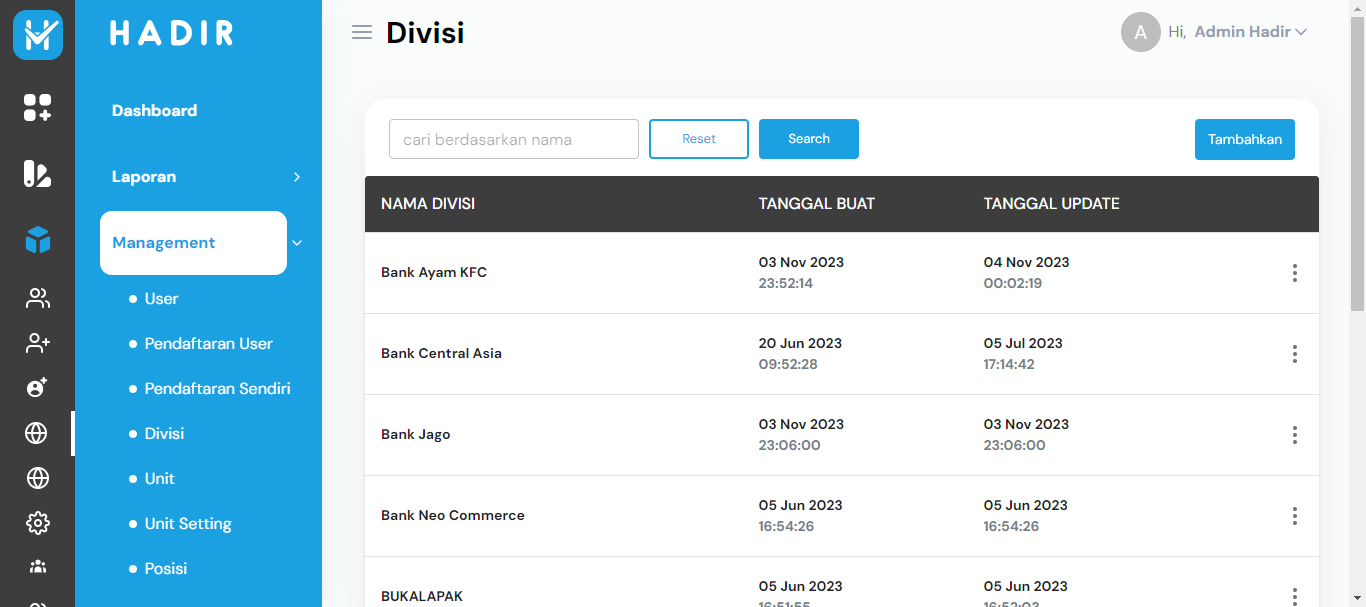 HADIR
Divisi
A Hi, Admin Hadir
Dashboard
Laporan
Management
User
Pendaftaran User
Pendaftaran Sendiri
Divisi
Unit
Unit Setting
Posisi
cari berdasarkan nama Reset Search Tambahkan
NAMA DIVISI TANGGAL BUAT TANGGAL UPDATE
Bank Ayam KFC 03 Nov 2023 04 Nov 2023
23:52:14 00:02:19
Bank Central Asia 20 Jun 2023 05 Jul 2023
09:52:28 17:14:42
Bank Jago 03 Nov 2023 03 Nov 2023
23:06:00 23:06:00
Bank Neo Commerce 05 Jun 2023 05 Jun 2023
16:54:26 16:54:26
BUKALAPAK 05 Jun 2023 05 Jun 2023